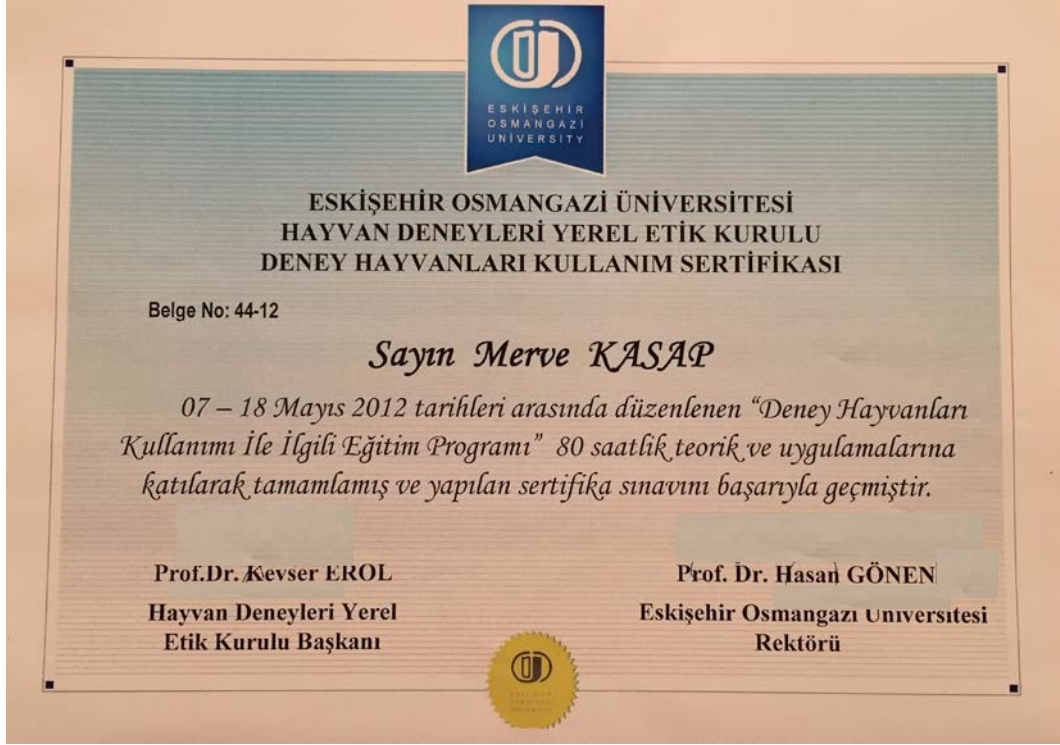 ESKİŞEHİR
OSMANGAZİ
UNİVERSİTY
ESKİŞEHİR OSMANGAZİ ÜNİVERSİTESİ
HAYVAN DENEYLERİ YEREL ETİK KURULU
DENEY HAYVANLARI KULLANIM SERTİFİKASI
Belge No: 44-12
Sayın Merve KASAP
07 – 18 Mayıs 2012 tarihleri arasında düzenlenen “Deney Hayvanları
Kullanımı İle İlgili Eğitim Programı” 80 saatlik teorik ve uygulamalarına
katılarak tamamlamış ve yapılan sertifika sınavını başarıyla geçmiştir.
Prof.Dr. Kevser EROL
Hayvan Deneyleri Yerel
Etik Kurulu Başkanı
Prof. Dr. Hasan GÖNEN
Eskişehir Osmangazi Üniversitesi
Rektörü